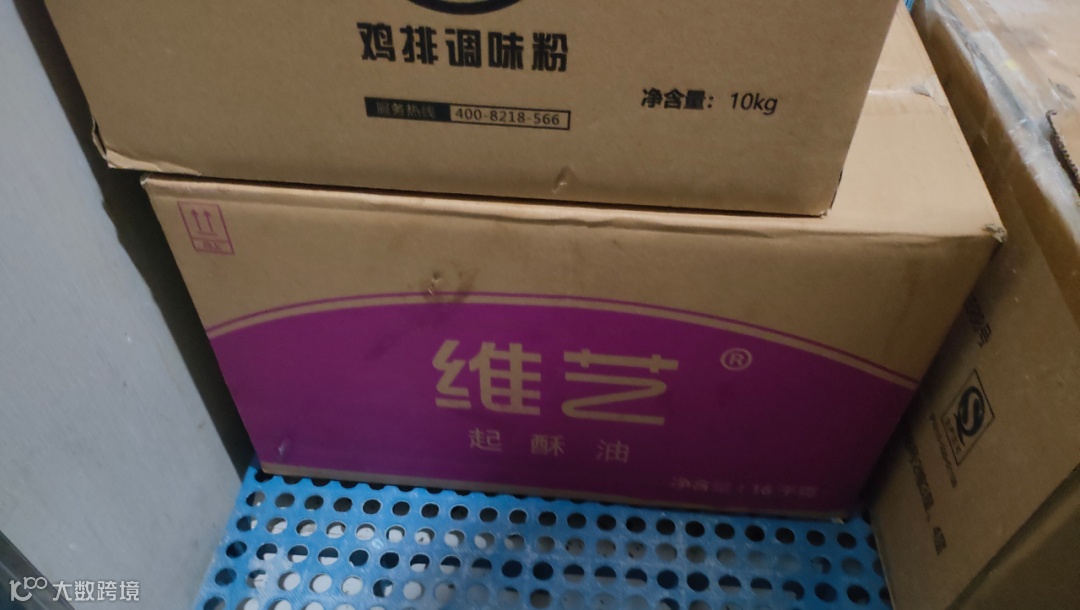 鸡排调味粉
净含量：10kg
服务热线 400-8218-566
维艺®
起酥油
净含量：16千克
大数跨境